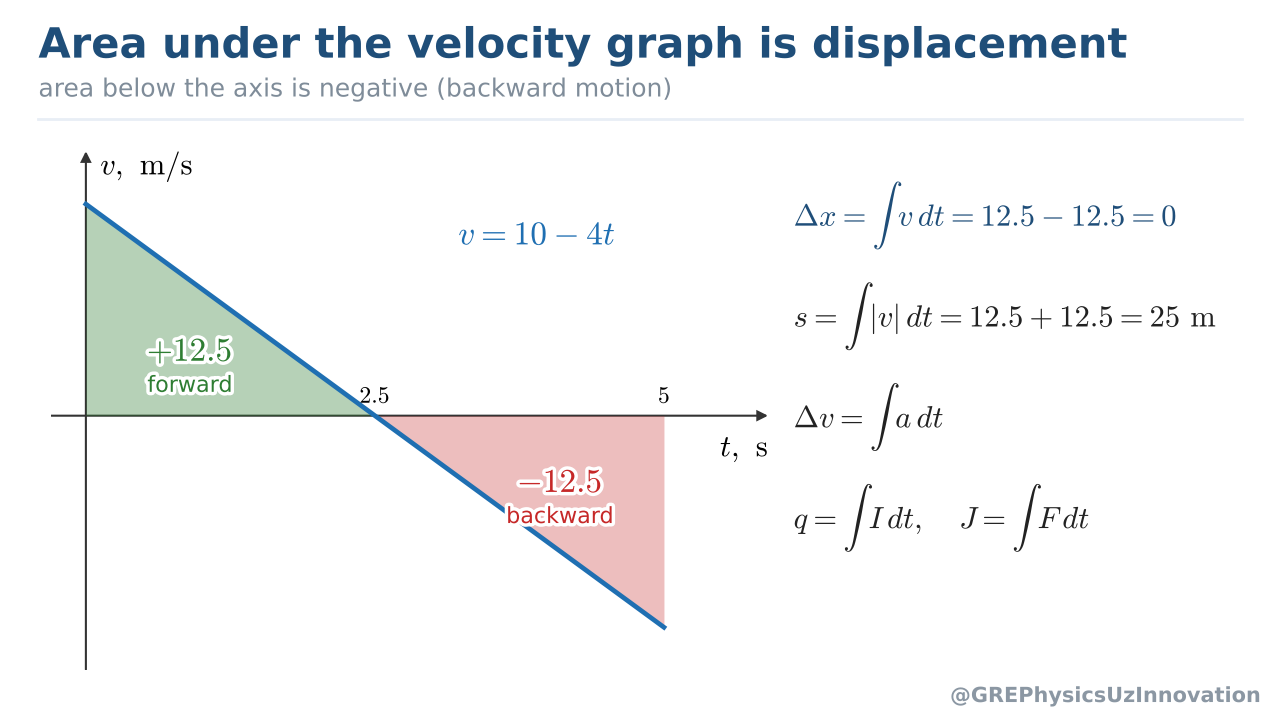 Area under the velocity graph is displacement
area below the axis is negative (backward motion)
v, m/s
v = 10 − 4t
+12.5
forward
2.5
5
t, s
−12.5
backward
Δx = ∫ v dt = 12.5 − 12.5 = 0
s = ∫ |v| dt = 12.5 + 12.5 = 25 m
Δv = ∫ a dt
q = ∫ I dt, J = ∫ F dt
@GREPhysicsUzInnovation